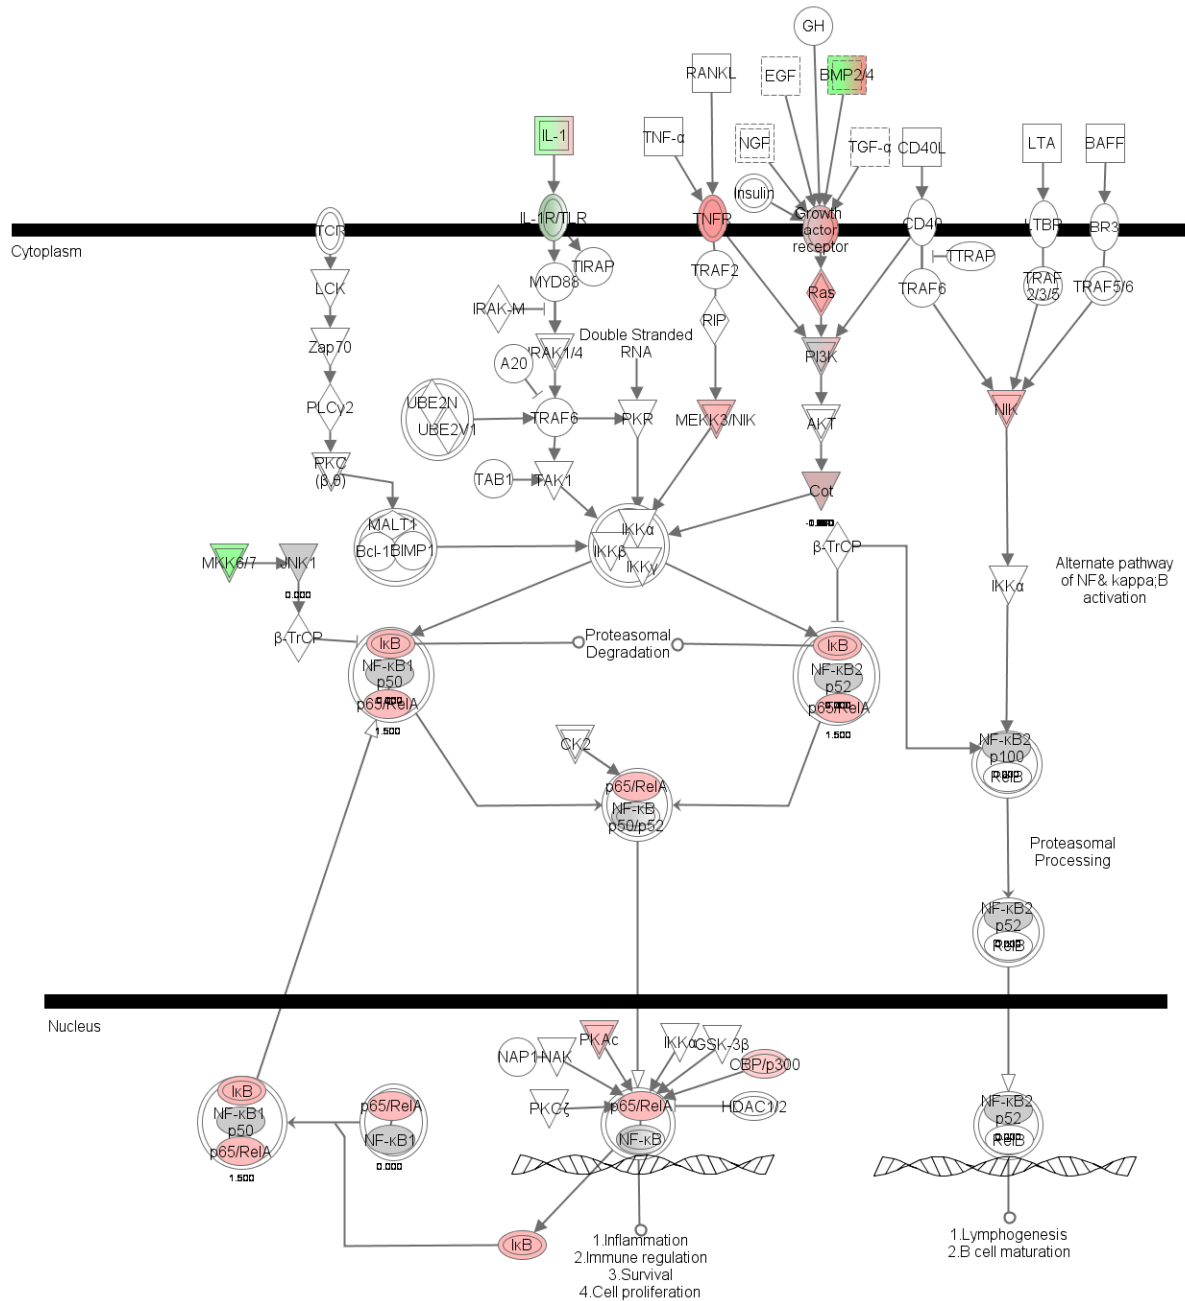 GH
RANKL
EGF
BMP2/4
IL-1
TNF-α
NGF
TGF-α
CD40L
LTA
BAFF
Insulin
TCR
IL-1R/TLR
TNFR
Growth
factor
receptor
CD40
LTBR
BR3
Cytoplasm
LCK
MYD88
TIRAP
TRAF2
Ras
TRAF6
TTRAP
TRAF
2/3/5
TRAF5/6
IRAK-M
RIP
Zap70
IRAK1/4
Double Stranded
RNA
PI3K
A20
PLCγ2
UBE2N
UBE2V1
TRAF6
PKR
MEKK3/NIK
AKT
NIK
PKC
(β,θ)
TAB1
TAK1
Cot
MALT1
Bcl-1
BIMP1
IKKα
IKKβ
IKKγ
β-TrCP
MKK6/7
JNK1
0.000
IKKα
Alternate pathway
of NF& kappa;B
activation
β-TrCP
IκB
NF-κB1
p50
p65/RelA
1.500
Proteasomal
Degradation
IκB
NF-κB2
p52
p65/RelA
1.500
CK2
p65/RelA
NF-κB
p50/p52
NF-κB2
p100
RelB
Proteasomal
Processing
NF-κB2
p52
RelB
Nucleus
PKAc
NAP1
NAK
IKKα
GSK-3β
CBP/p300
PKCζ
p65/RelA
HDAC1/2
NF-κB
IκB
NF-κB1
p50
p65/RelA
1.500
p65/RelA
NF-κB1
0.000
NF-κB2
p52
RelB
IκB
1.Inflammation
2.Immune regulation
3.Survival
4.Cell proliferation
1.Lymphogenesis
2.B cell maturation